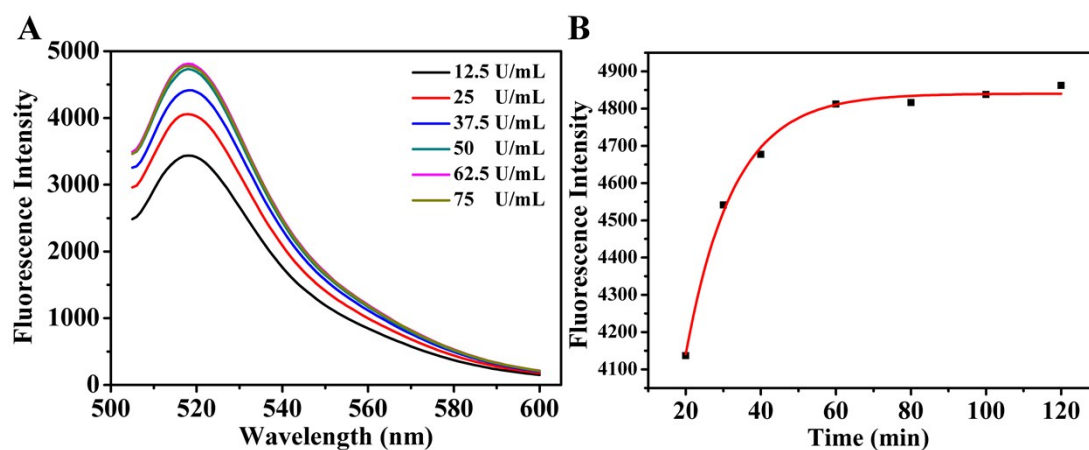 A
Fluorescence Intensity
5000
4000
3000
2000
1000
0
12.5 U/mL
25 U/mL
37.5 U/mL
50 U/mL
62.5 U/mL
75 U/mL
500 520 540 560 580 600
Wavelength (nm)
B
Fluorescence Intensity
4900
4800
4700
4600
4500
4400
4300
4200
4100
20 40 60 80 100 120
Time (min)